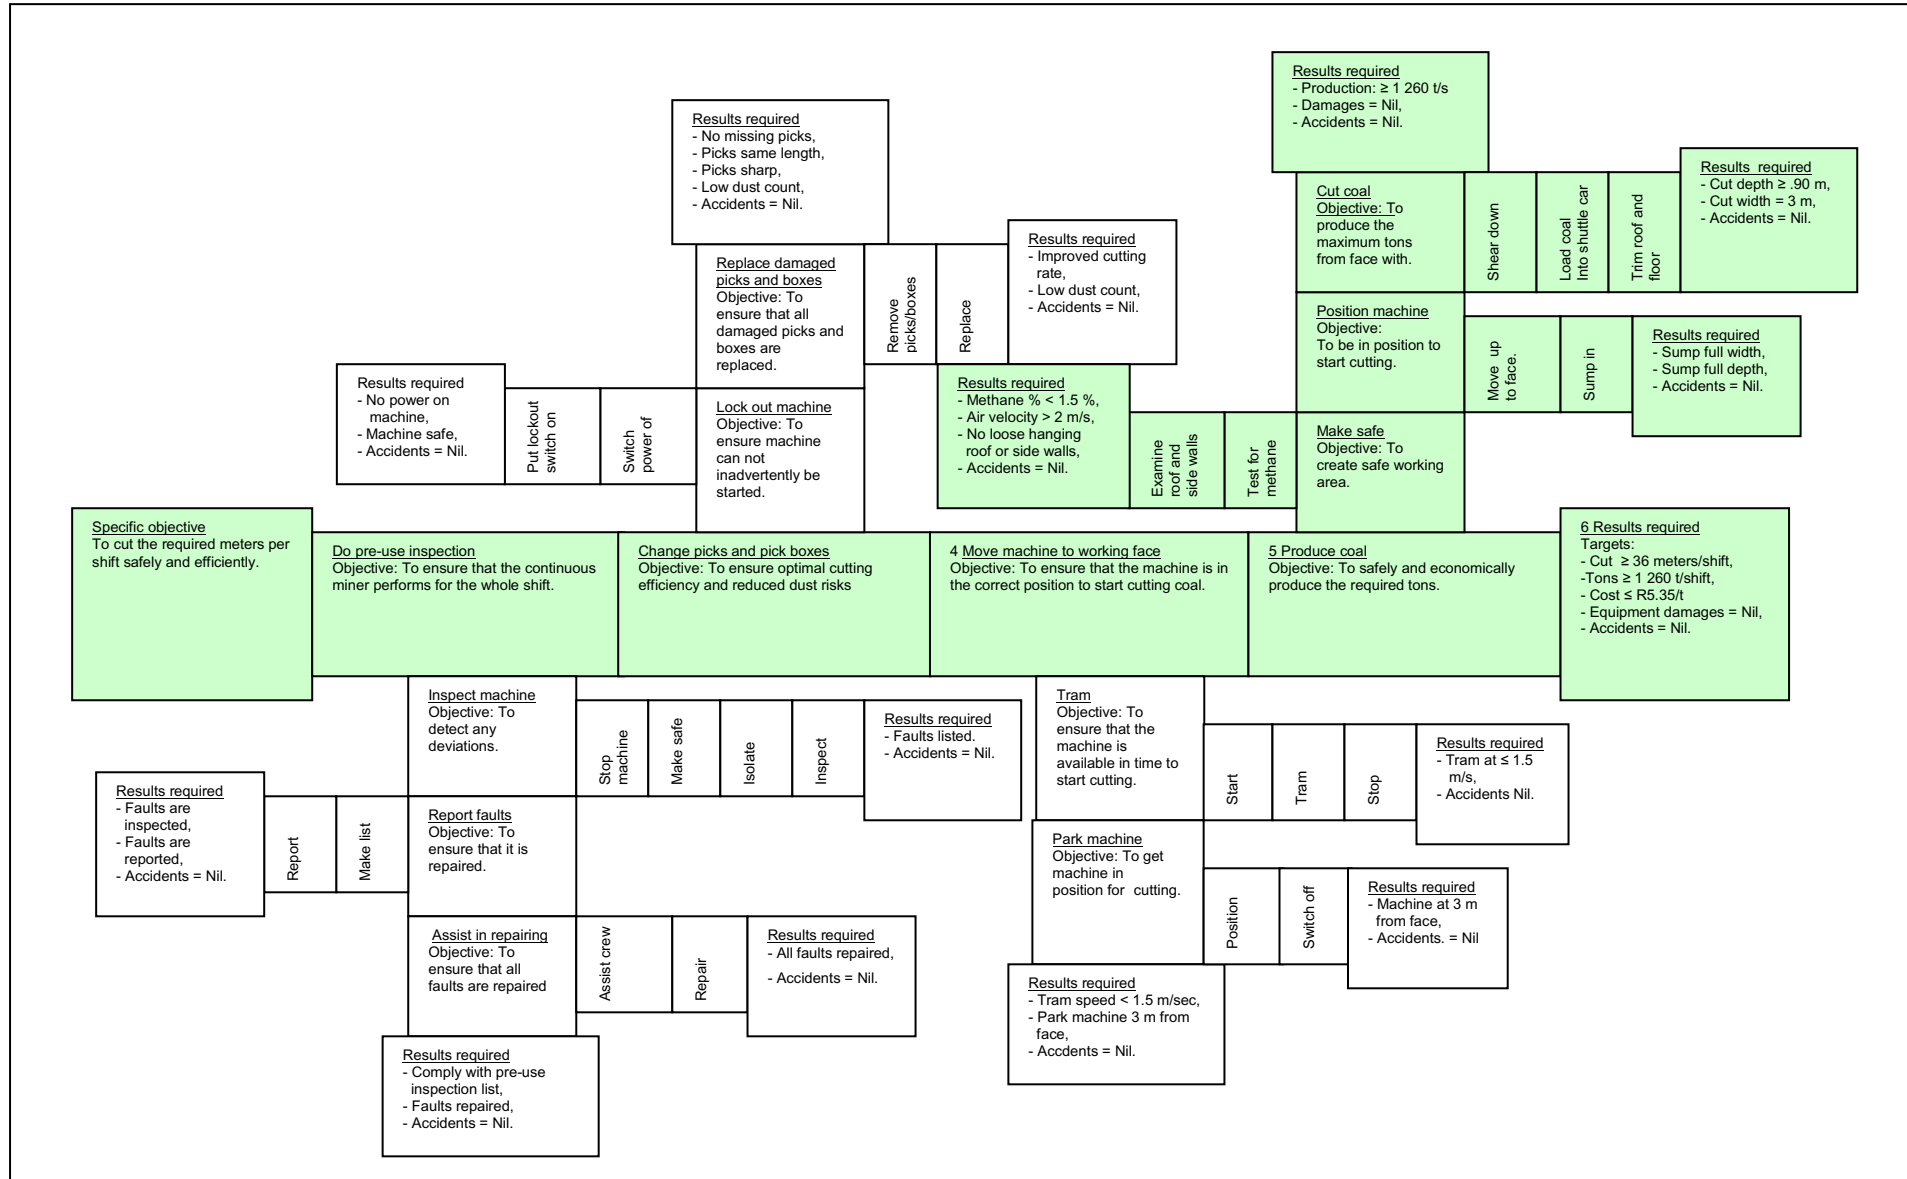 Results required
- Production: ≥ 1 260 t/s
- Damages = Nil,
- Accidents = Nil.
Results required
- No missing picks,
- Picks same length,
- Picks sharp,
- Low dust count,
- Accidents = Nil.
Cut coal
Objective: To
produce the
maximum tons
from face with.
Shear down
Load coal
Into shuttle car
Trim roof and
floor
Results  required
- Cut depth ≥ .90 m,
- Cut width = 3 m,
- Accidents = Nil.
Replace damaged
picks and boxes
Objective: To
ensure that all
damaged picks and
boxes are
replaced.
Remove
picks/boxes
Replace
Results required
- Improved cutting
rate,
- Low dust count,
- Accidents = Nil.
Position machine
Objective:
To be in position to
start cutting.
Move  up
to face.
Sump in
Results required
- Sump full width,
- Sump full depth,
- Accidents = Nil.
Results required
- No power on
machine,
- Machine safe,
- Accidents = Nil.
Put lockout
switch on
Switch
power of
Lock out machine
Objective: To
ensure machine
can not
inadvertently be
started.
Results required
- Methane % < 1.5 %,
- Air velocity > 2 m/s,
- No loose hanging
roof or side walls,
- Accidents = Nil.
Examine
roof and
side walls
Test for
methane
Make safe
Objective: To
create safe working
area.
Specific objective
To cut the required meters per
shift safely and efficiently.
Do pre-use inspection
Objective: To ensure that the continuous
miner performs for the whole shift.
Change picks and pick boxes
Objective: To ensure optimal cutting
efficiency and reduced dust risks
4 Move machine to working face
Objective: To ensure that the machine is in
the correct position to start cutting coal.
5 Produce coal
Objective: To safely and economically
produce the required tons.
6 Results required
Targets:
- Cut  ≥ 36 meters/shift,
-Tons ≥ 1 260 t/shift,
- Cost ≤ R5.35/t
- Equipment damages = Nil,
- Accidents = Nil.
Inspect machine
Objective: To
detect any
deviations.
Stop
machine
Make safe
Isolate
Inspect
Results required
- Faults listed.
- Accidents = Nil.
Tram
Objective: To
ensure that the
machine is
available in time to
start cutting.
Start
Tram
Stop
Results required
- Tram at ≤ 1.5
m/s,
- Accidents Nil.
Results required
- Faults are
inspected,
- Faults are
reported,
- Accidents = Nil.
Report
Make list
Report faults
Objective: To
ensure that it is
repaired.
Park machine
Objective: To get
machine in
position for  cutting.
Position
Switch off
Results required
- Machine at 3 m
from face,
- Accidents. = Nil
Assist in repairing
Objective: To
ensure that all
faults are repaired
Assist crew
Repair
Results required
- All faults repaired,
- Accidents = Nil.
Results required
- Tram speed < 1.5 m/sec,
- Park machine 3 m from
face,
- Accdents = Nil.
Results required
- Comply with pre-use
inspection list,
- Faults repaired,
- Accidents = Nil.